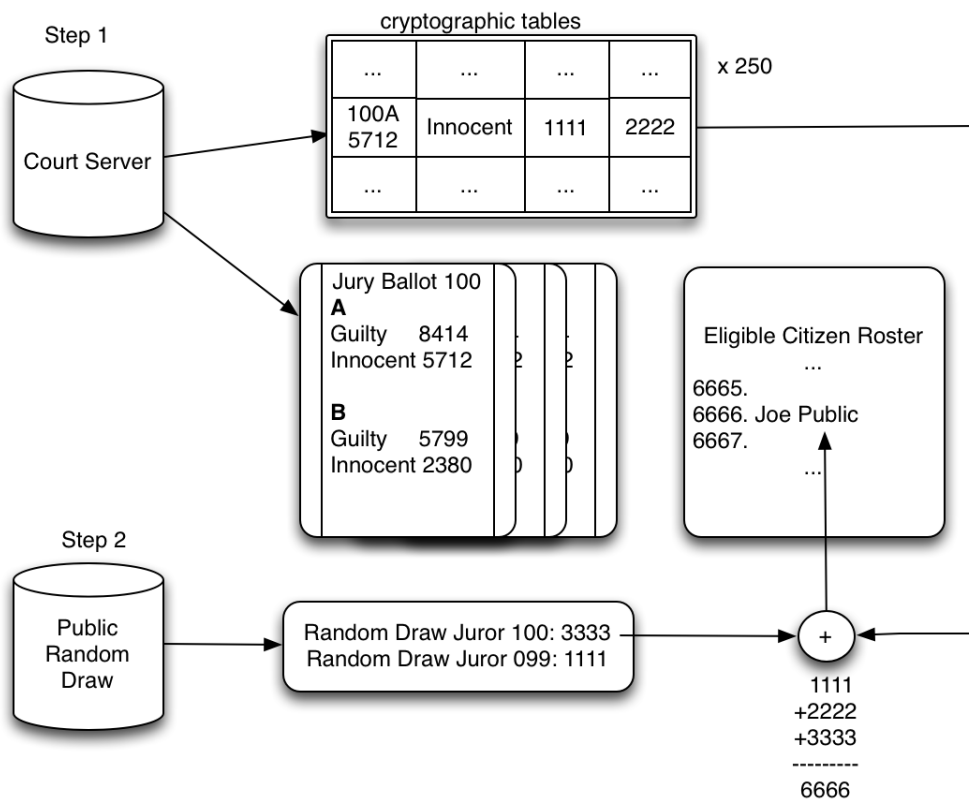 Step 1
cryptographic tables
x 250
... ... ... ...
100A
5712
Innocent
1111
2222
... ... ... ...
Court Server
Jury Ballot 100
A
Guilty 8414
Innocent 5712
B
Guilty 5799
Innocent 2380
Eligible Citizen Roster
...
6665.
6666. Joe Public
6667.
...
Step 2
Public
Random
Draw
Random Draw Juror 100: 3333
Random Draw Juror 099: 1111
+
1111
+2222
+3333
---------
6666